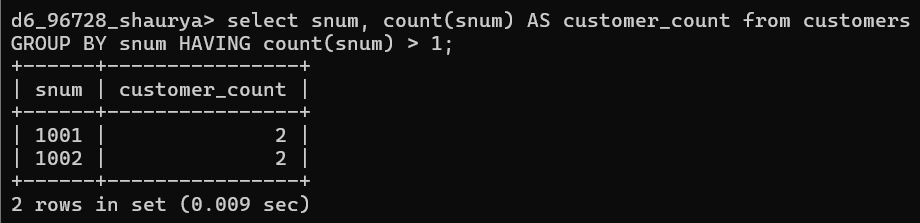 d6_96728_shaurya> select snum, count(snum) AS customer_count from customers
GROUP BY snum HAVING count(snum) > 1;
+------+----------------+
| snum | customer_count |
+------+----------------+
| 1001 |              2 |
| 1002 |              2 |
+------+----------------+
2 rows in set (0.009 sec)